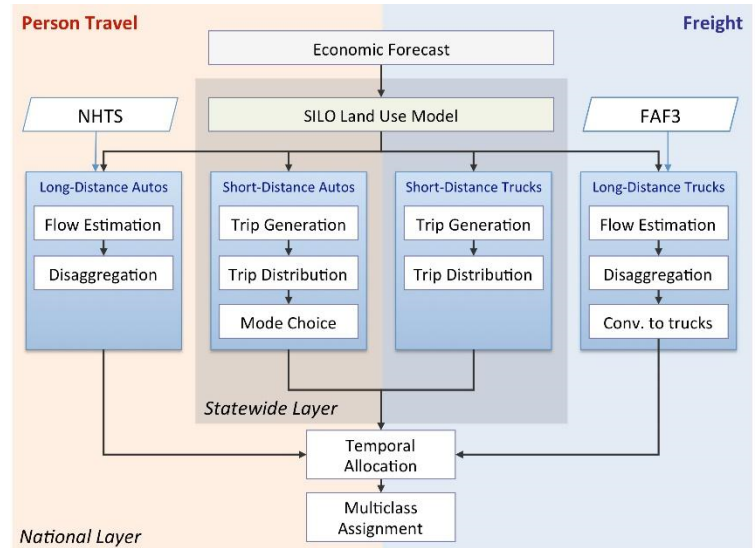 Person Travel
Freight
Economic Forecast
NHTS
SILO Land Use Model
FAF3
Long-Distance Autos
Short-Distance Autos
Short-Distance Trucks
Long-Distance Trucks
Flow Estimation
Trip Generation
Trip Generation
Flow Estimation
Disaggregation
Trip Distribution
Trip Distribution
Disaggregation
Mode Choice
Conv. to trucks
Statewide Layer
Temporal
Allocation
Multiclass
Assignment
National Layer